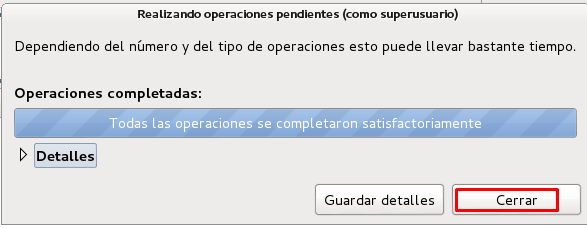 Realizando operaciones pendientes (como superusuario)
Dependiendo del número y del tipo de operaciones esto puede llevar bastante tiempo.
Operaciones completadas:
Todas las operaciones se completaron satisfactoriamente
Detalles
Guardar detalles Cerrar